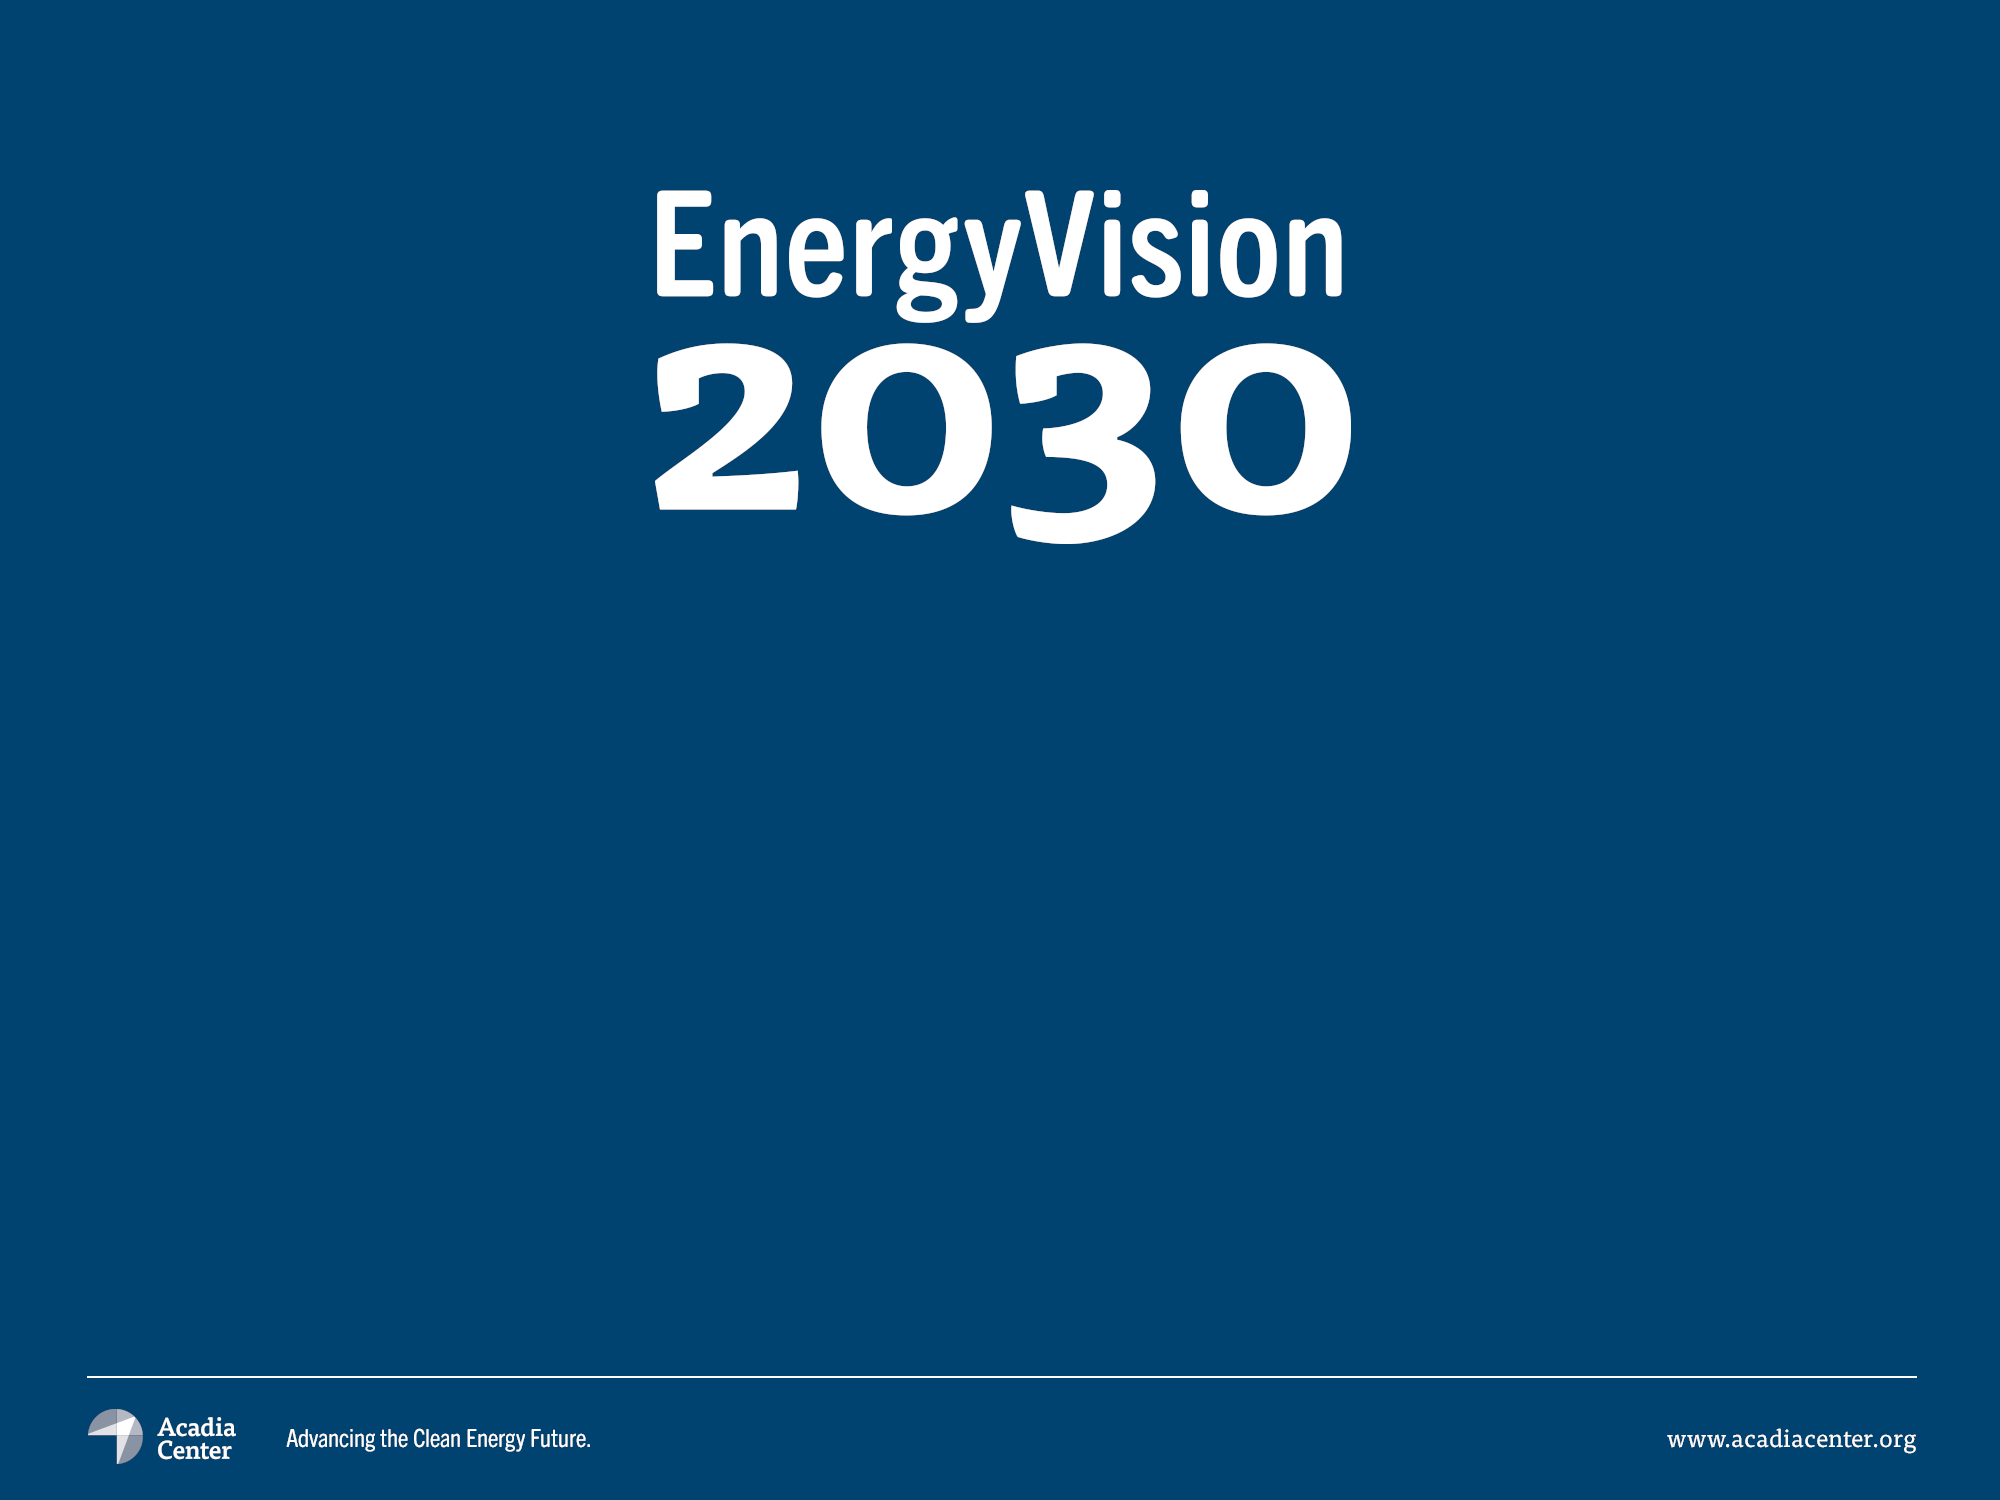 EnergyVision
2030
Acadia
Center
Advancing the Clean Energy Future.
www.acadiacenter.org